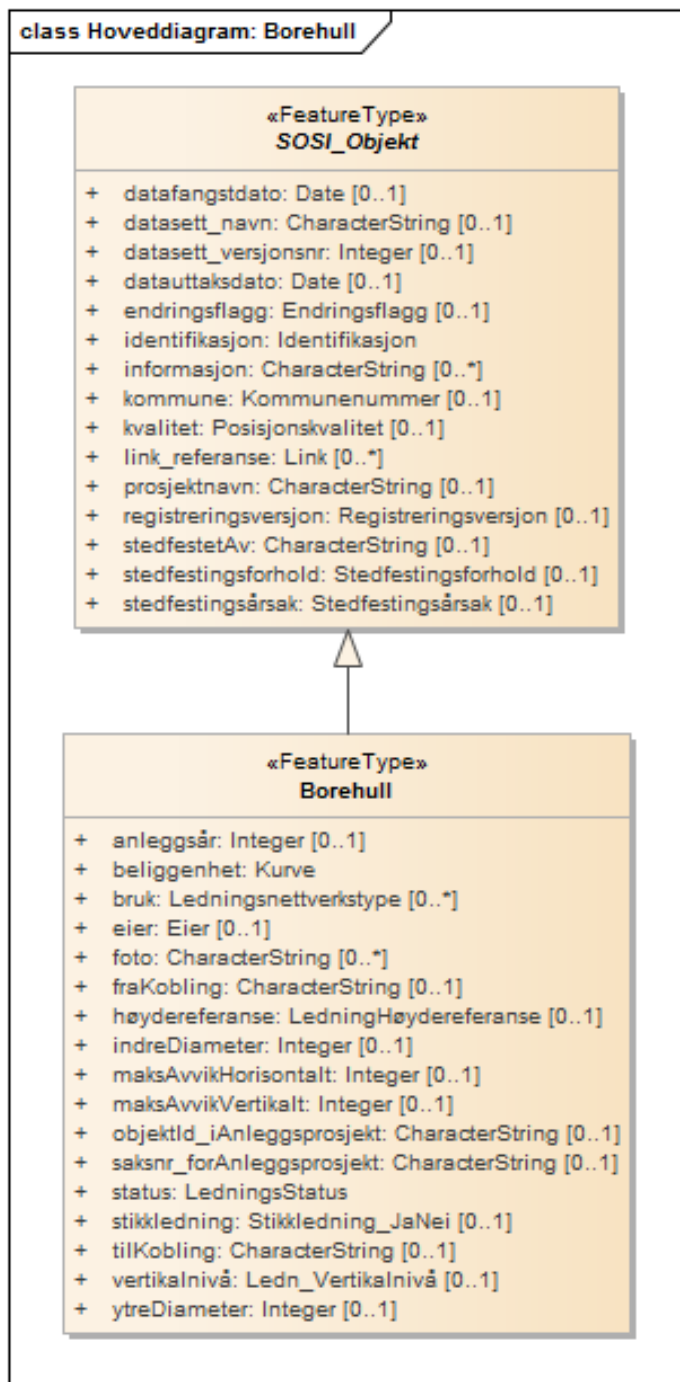 class Hoveddiagram: Borehull
«FeatureType»
SOSI_Objekt
+ datafangstdato: Date [0..1]
+ datasett_navn: CharacterString [0..1]
+ datasett_versjonsnr: Integer [0..1]
+ datauttaksdato: Date [0..1]
+ endringsflagg: Endringsflagg [0..1]
+ identifikasjon: Identifikasjon
+ informasjon: CharacterString [0..*]
+ kommune: Kommunenummer [0..1]
+ kvalitet: Posisjonskvalitet [0..1]
+ link_referanse: Link [0..*]
+ prosjektnavn: CharacterString [0..1]
+ registreringsversjon: Registreringsversjon [0..1]
+ stedfestetAv: CharacterString [0..1]
+ stedfestingsforhold: Stedfestingsforhold [0..1]
+ stedfestingsårsak: Stedfestingsårsak [0..1]
«FeatureType»
Borehull
+ anleggsår: Integer [0..1]
+ beliggenhet: Kurve
+ bruk: Ledningsnettverkstype [0..*]
+ eier: Eier [0..1]
+ foto: CharacterString [0..*]
+ fraKobling: CharacterString [0..1]
+ høydereferanse: LedningHøydereferanse [0..1]
+ indreDiameter: Integer [0..1]
+ maksAvvikHorisontalt: Integer [0..1]
+ maksAvvikVertikalt: Integer [0..1]
+ objektId_iAnleggsprosjekt: CharacterString [0..1]
+ saksnr_forAnleggsprosjekt: CharacterString [0..1]
+ status: LedningsStatus
+ stikkledning: Stikkledning_JaNei [0..1]
+ tilKobling: CharacterString [0..1]
+ vertikalnivå: Ledn_Vertikalnivå [0..1]
+ ytreDiameter: Integer [0..1]